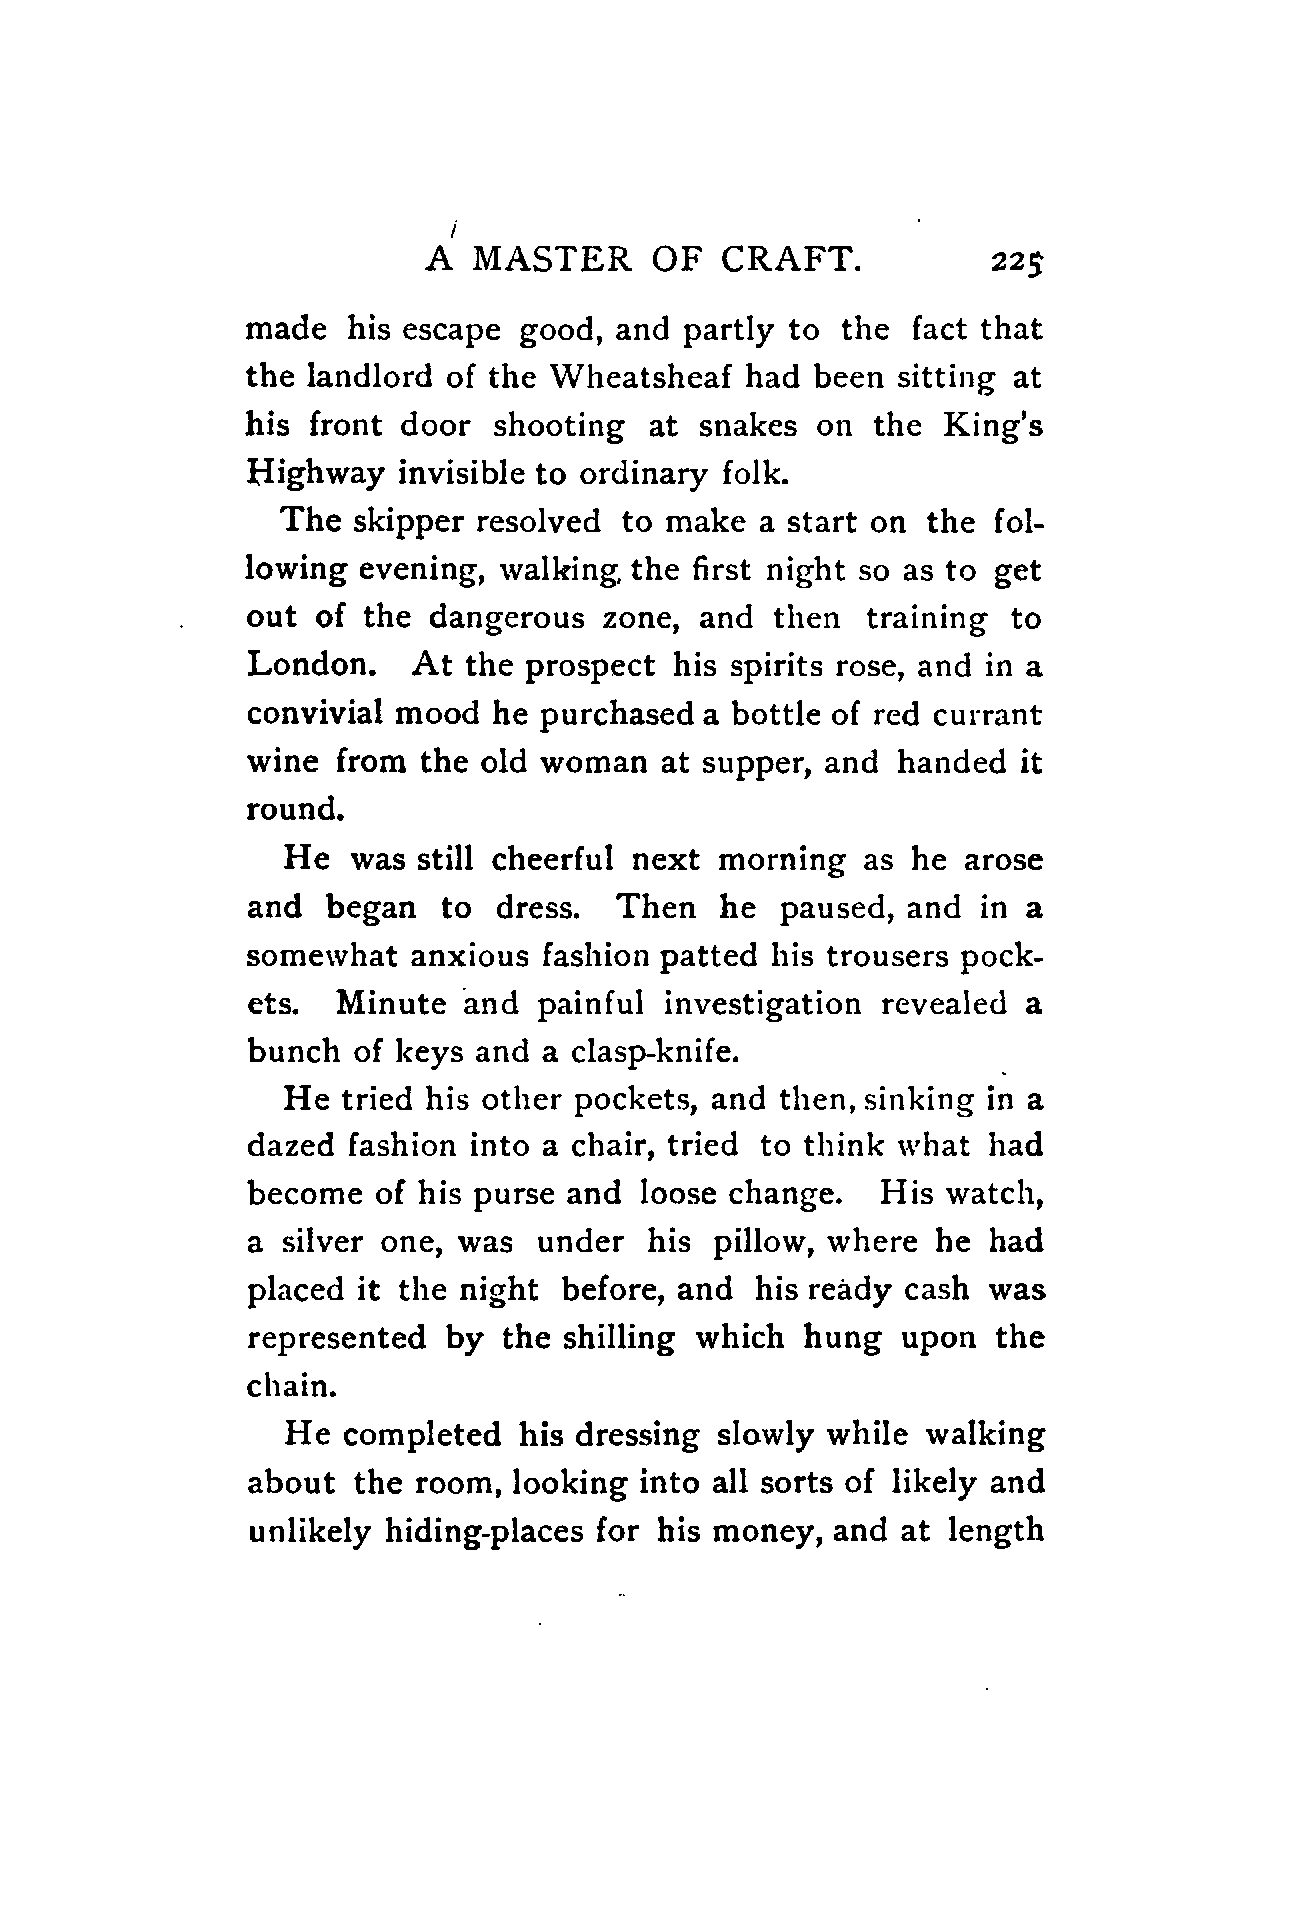 A MASTER OF CRAFT. 225
made his escape good, and partly to the fact that
the landlord of the Wheatsheaf had been sitting at
his front door shooting at snakes on the King's
Highway invisible to ordinary folk.
The skipper resolved to make a start on the fol-
lowing evening, walking, the first night so as to get
out of the dangerous zone, and then training to
London. At the prospect his spirits rose, and in a
convivial mood he purchased a bottle of red currant
wine from the old woman at supper, and handed it
round.
He was still cheerful next morning as he arose
and began to dress. Then he paused, and in a
somewhat anxious fashion patted his trousers pock-
ets. Minute and painful investigation revealed a
bunch of keys and a clasp-knife.
He tried his other pockets, and then, sinking in a
dazed fashion into a chair, tried to think what had
become of his purse and loose change. His watch,
a silver one, was under his pillow, where he had
placed it the night before, and his ready cash was
represented by the shilling which hung upon the
chain.
He completed his dressing slowly while walking
about the room, looking into all sorts of likely and
unlikely hiding-places for his money, and at length